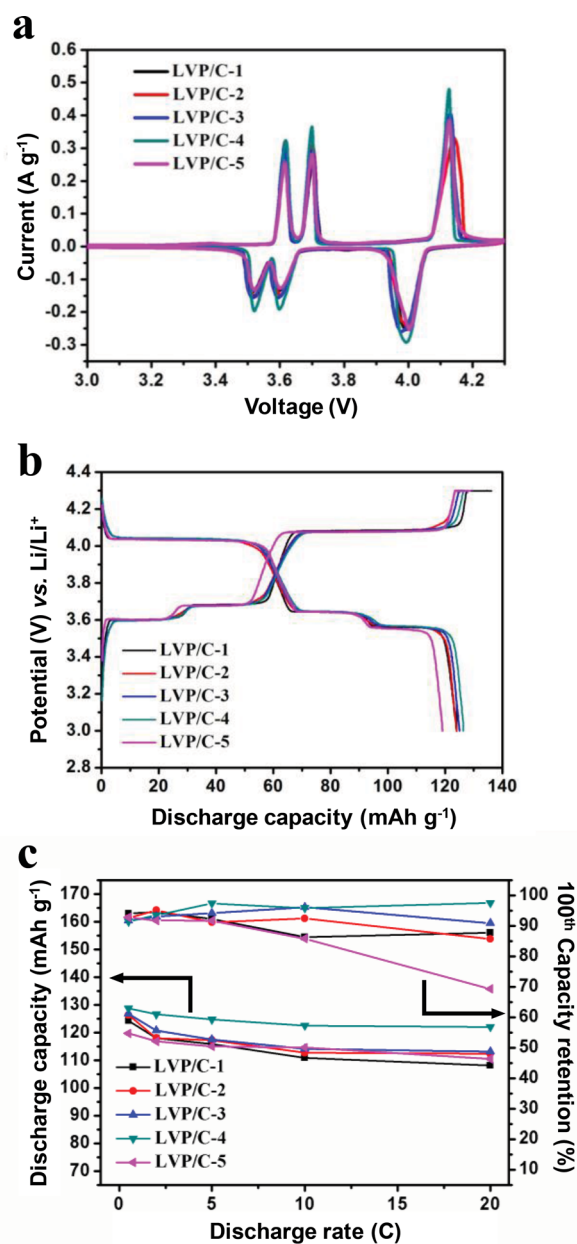 a
0.6
0.5
0.4
0.3
0.2
0.1
0.0
-0.1
-0.2
-0.3
Current (A g⁻¹)
LVP/C-1
LVP/C-2
LVP/C-3
LVP/C-4
LVP/C-5
3.0 3.3 3.6 3.9 4.2
Voltage (V)
b
4.4
4.2
4.0
3.8
3.6
3.4
3.2
3.0
2.8
Potential (V) vs. Li/Li⁺
LVP/C-1
LVP/C-2
LVP/C-3
LVP/C-4
LVP/C-5
0 20 40 60 80 100 120 140
Discharge capacity (mAh g⁻¹)
c
170
160
150
140
130
120
110
100
90
80
70
Discharge capacity (mAh g⁻¹)
LVP/C-1
LVP/C-2
LVP/C-3
LVP/C-4
LVP/C-5
100
90
80
70
60
50
40
30
20
10
100ᵗʰ Capacity retention (%)
0 5 10 15 20
Discharge rate (C)